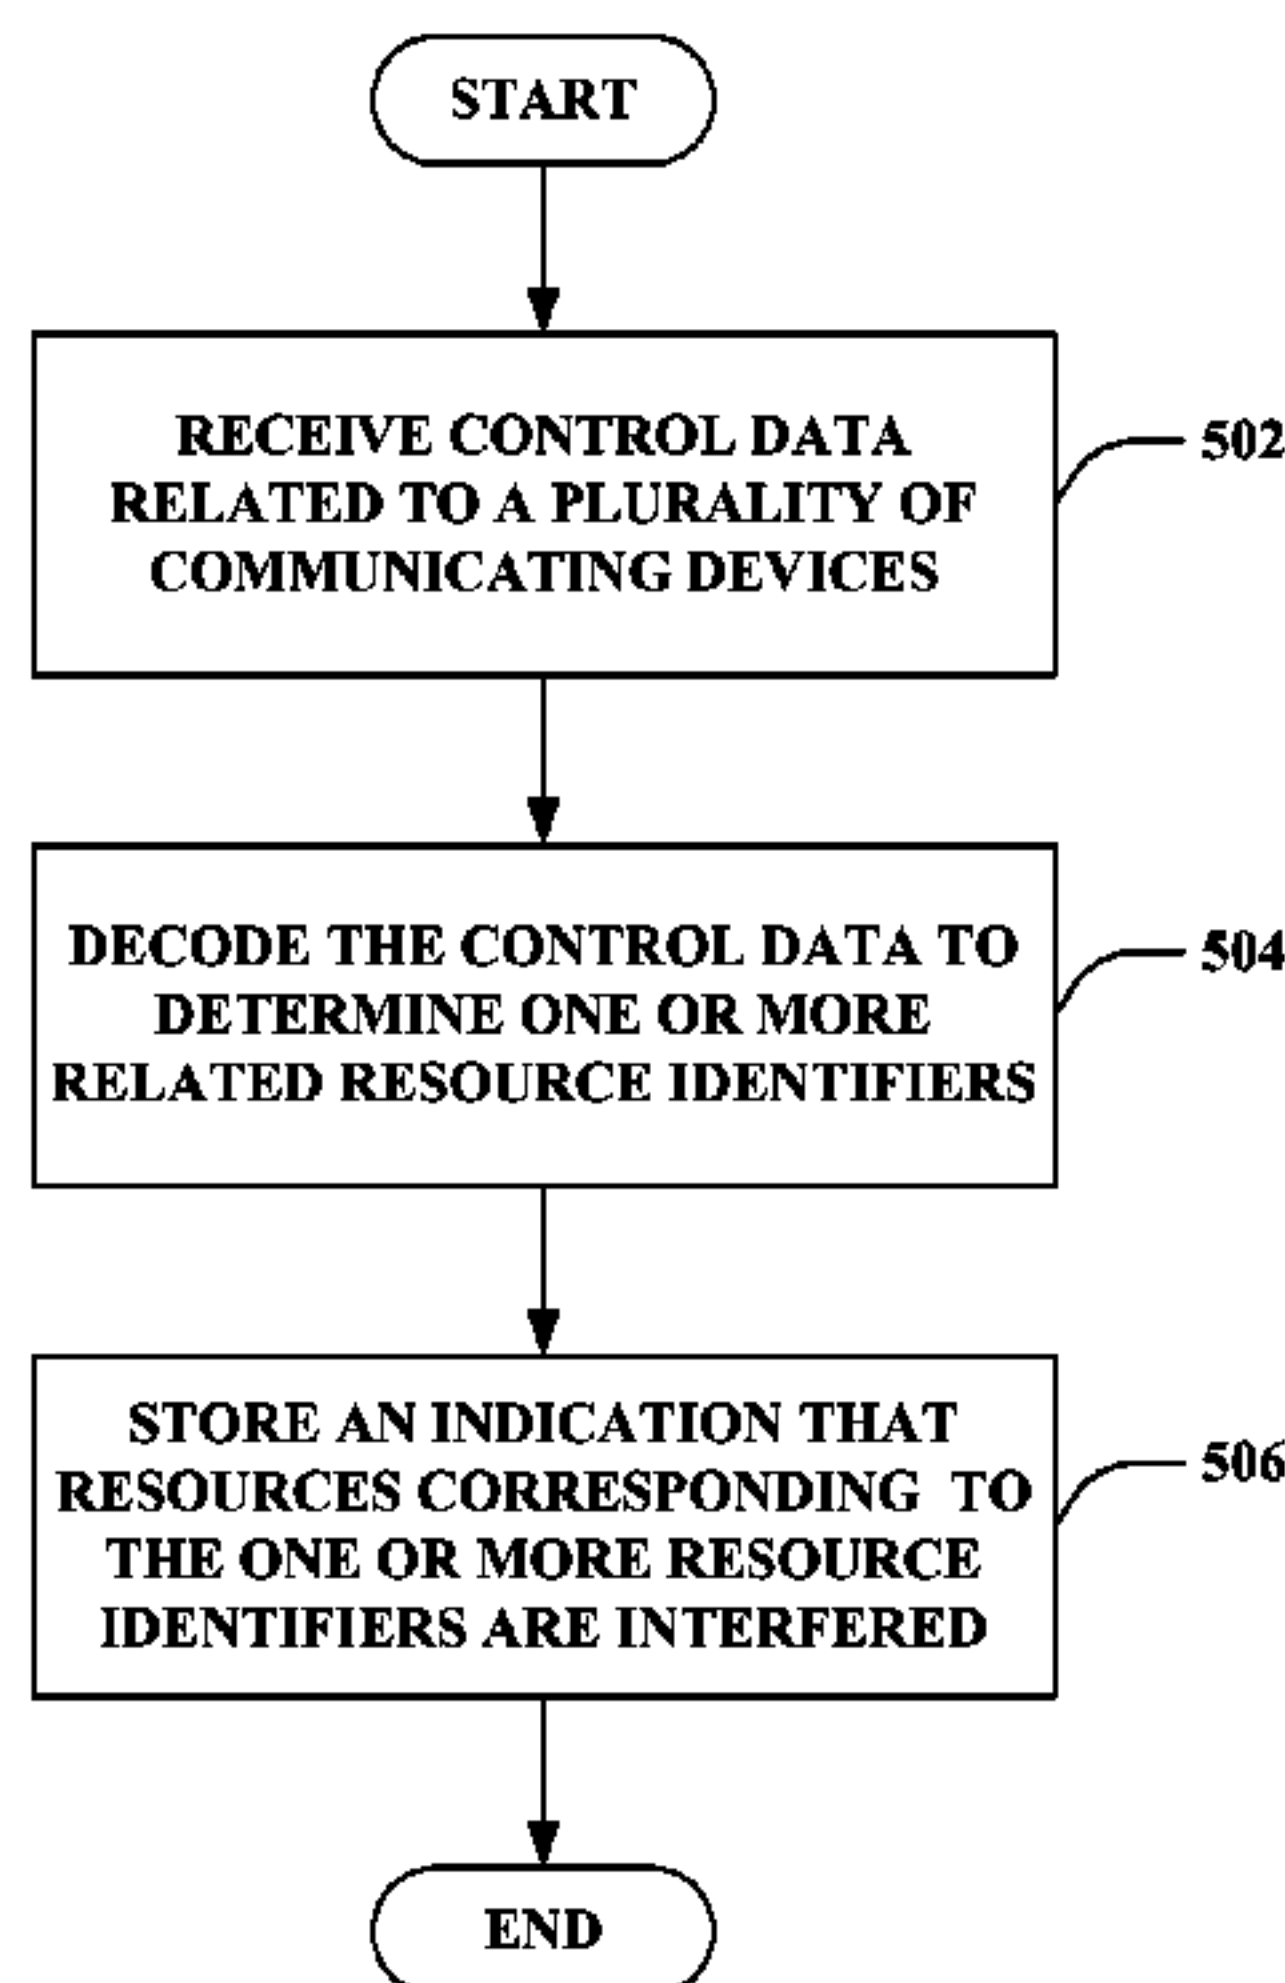 START
RECEIVE CONTROL DATA
RELATED TO A PLURALITY OF
COMMUNICATING DEVICES
502
DECODE THE CONTROL DATA TO
DETERMINE ONE OR MORE
RELATED RESOURCE IDENTIFIERS
504
STORE AN INDICATION THAT
RESOURCES CORRESPONDING TO
THE ONE OR MORE RESOURCE
IDENTIFIERS ARE INTERFERED
506
END